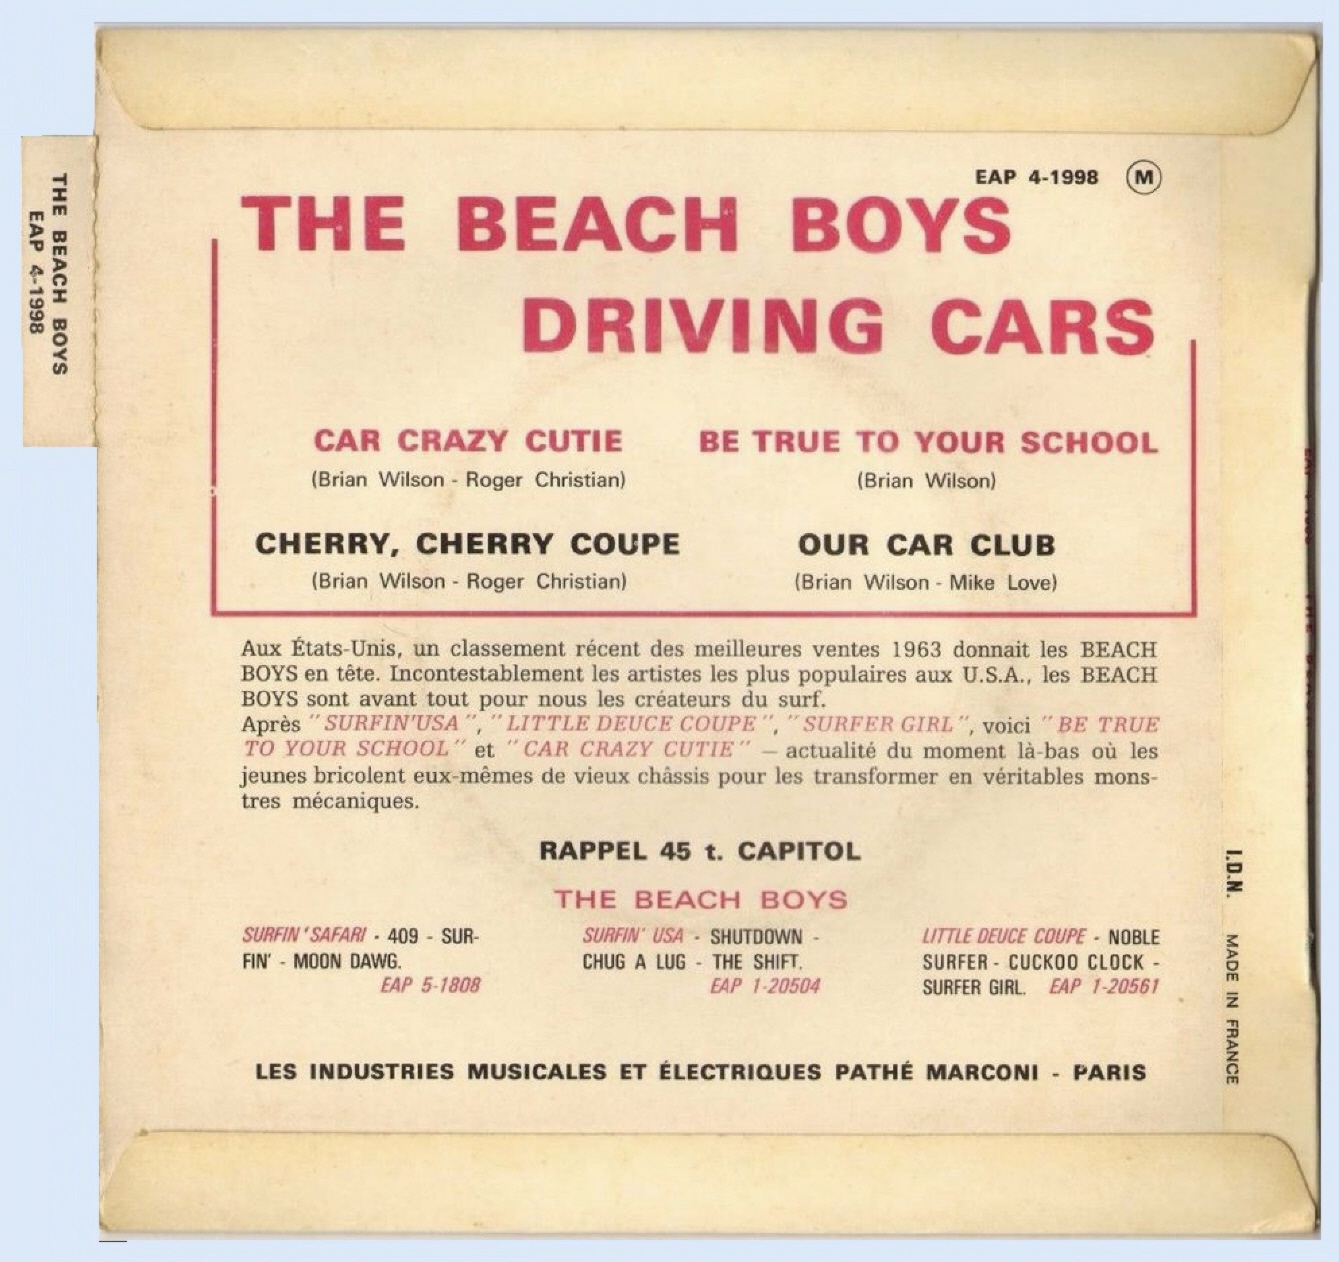 THE BEACH BOYS
EAP 4-1998
EAP 4-1998 M
THE BEACH BOYS
DRIVING CARS
CAR CRAZY CUTIE
(Brian Wilson - Roger Christian)
BE TRUE TO YOUR SCHOOL
(Brian Wilson)
CHERRY, CHERRY COUPE
(Brian Wilson - Roger Christian)
OUR CAR CLUB
(Brian Wilson - Mike Love)
Aux États-Unis, un classement récent des meilleures ventes 1963 donnait les BEACH
BOYS en tête. Incontestablement les artistes les plus populaires aux U.S.A., les BEACH
BOYS sont avant tout pour nous les créateurs du surf.
Après "SURFIN'USA", "LITTLE DEUCE COUPE", "SURFER GIRL", voici "BE TRUE
TO YOUR SCHOOL" et "CAR CRAZY CUTIE" — actualité du moment là-bas où les
jeunes bricolent eux-mêmes de vieux châssis pour les transformer en véritables mons-
tres mécaniques.
RAPPEL 45 t. CAPITOL
THE BEACH BOYS
SURFIN'SAFARI - 409 - SUR-
FIN' - MOON DAWG.
EAP 5-1808
SURFIN' USA - SHUTDOWN -
CHUG A LUG - THE SHIFT.
EAP 1-20504
LITTLE DEUCE COUPE - NOBLE
SURFER - CUCKOO CLOCK -
SURFER GIRL. EAP 1-20561
LES INDUSTRIES MUSICALES ET ÉLECTRIQUES PATHÉ MARCONI - PARIS
I.D.N. MADE IN FRANCE